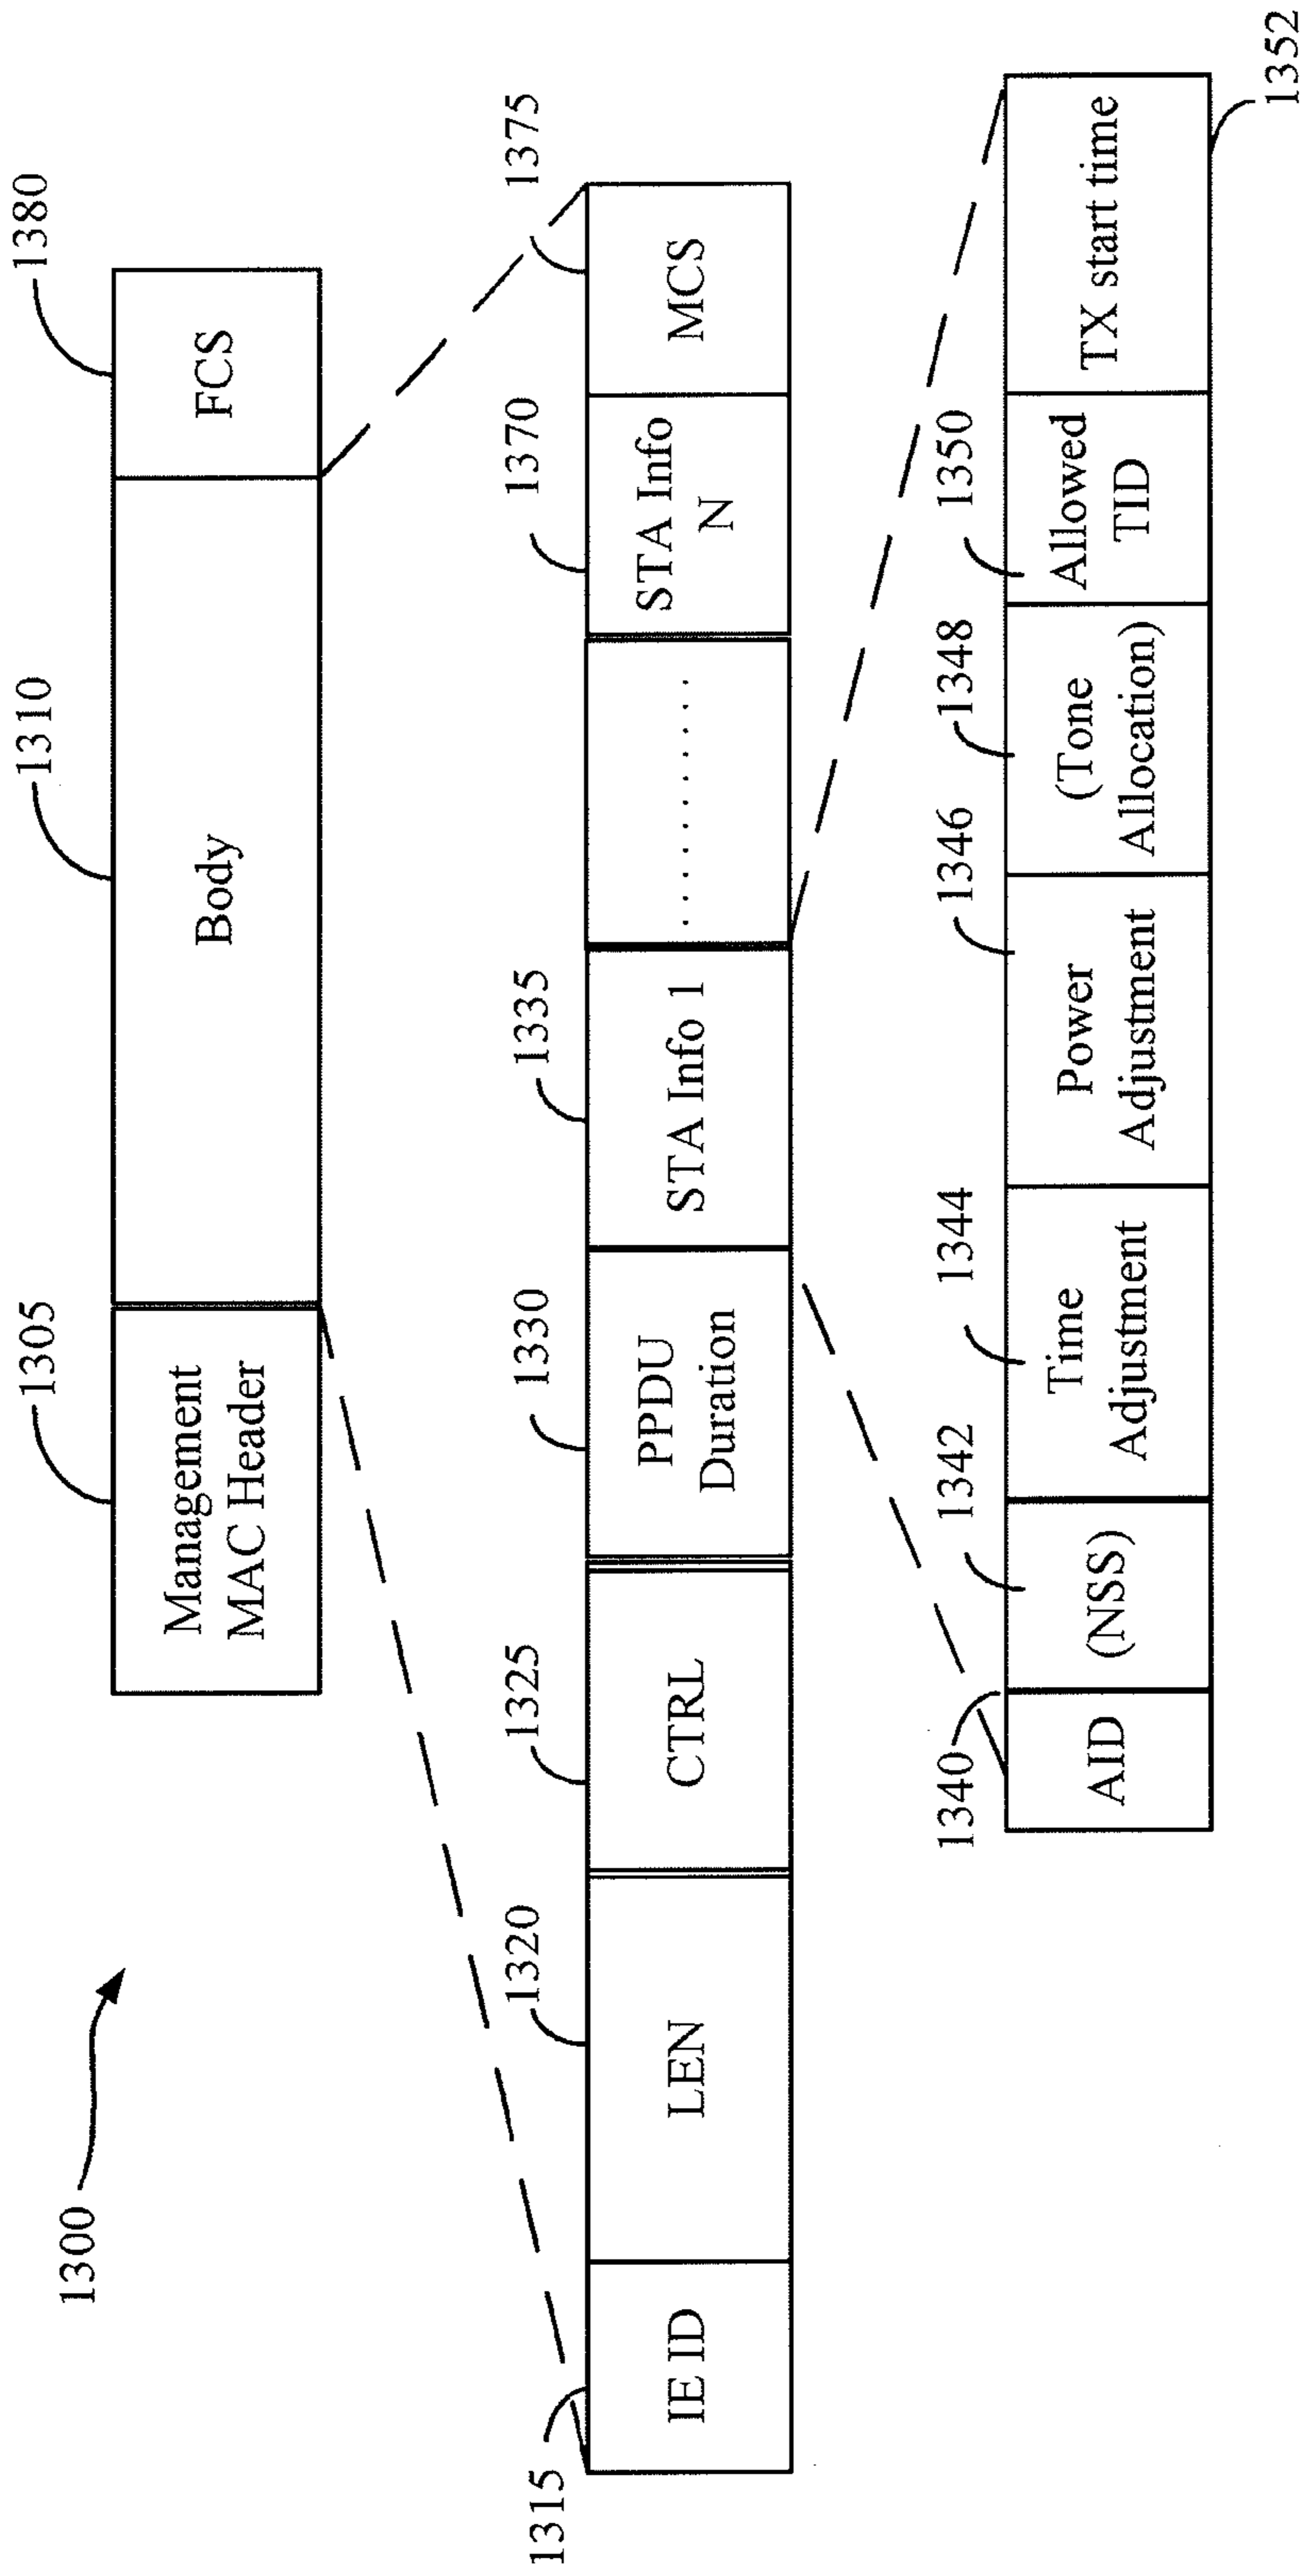 1300
1305
1310
1380
Management
MAC Header
Body
FCS
1315
1320
1325
1330
1335
1370
1375
IE ID
LEN
CTRL
PPDU
Duration
STA Info 1
..........
STA Info
N
MCS
1340
1342
1344
1346
1348
1350
AID
(NSS)
Time
Adjustment
Power
Adjustment
(Tone
Allocation)
Allowed
TID
TX start time
1352